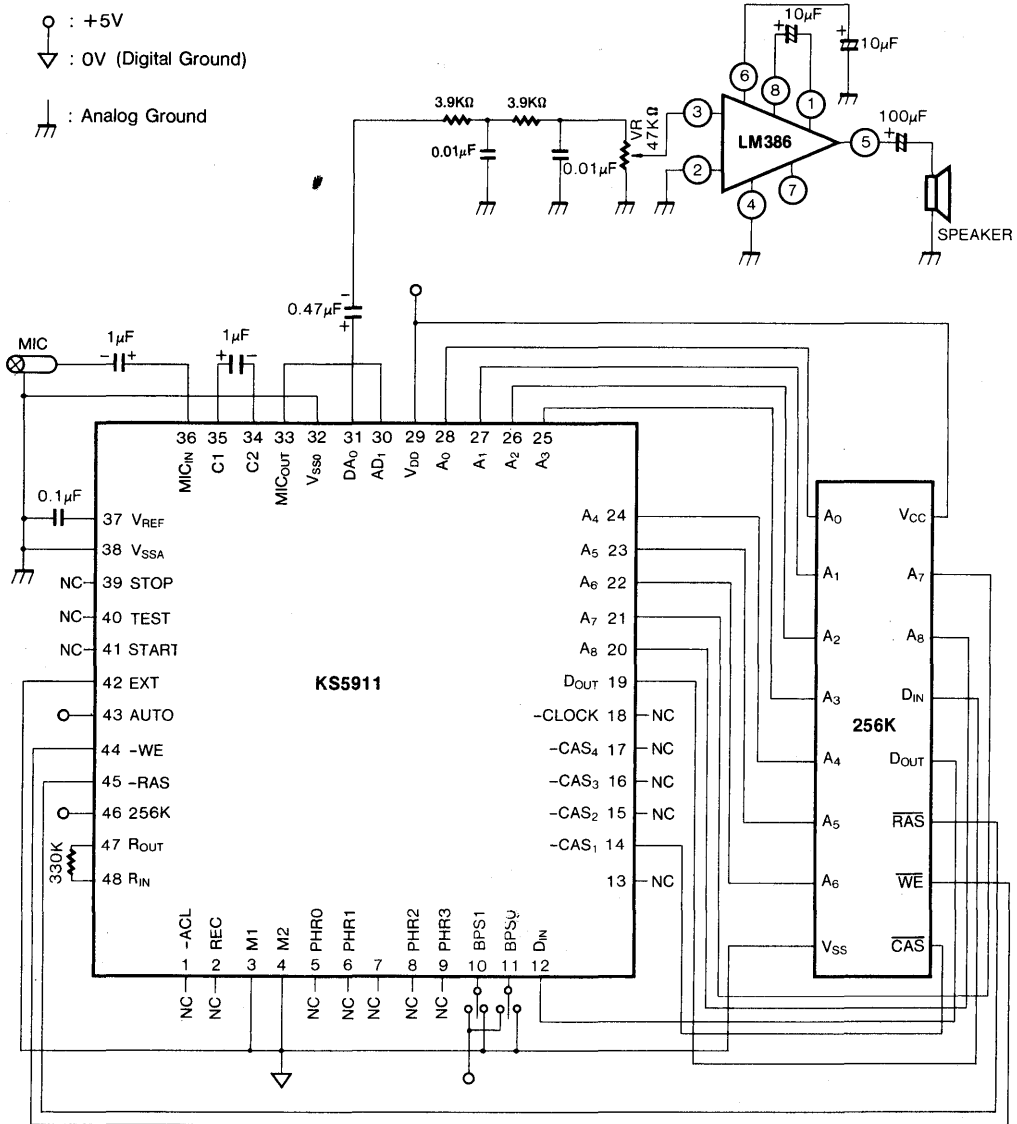 : +5V
: 0V (Digital Ground)
: Analog Ground
10μF
10μF
6
8
1
3.9KΩ
3.9KΩ
3
VR
47KΩ
LM386
100μF
5
0.01μF
0.01μF
2
7
4
SPEAKER
0.47μF
MIC
1μF
1μF
36
35
34
33
32
31
30
29
28
27
26
25
MICIN
C1
C2
MICOUT
VSS0
DA0
AD1
VDD
A0
A1
A2
A3
0.1μF
37 VREF
38 VSSA
NC 39 STOP
NC 40 TEST
NC 41 START
42 EXT
43 AUTO
44 -WE
45 -RAS
46 256K
47 ROUT
330K
48 RIN
KS5911
A4 24
A5 23
A6 22
A7 21
A8 20
DOUT 19
-CLOCK 18 NC
-CAS4 17 NC
-CAS3 16 NC
-CAS2 15 NC
-CAS1 14
13 NC
-ACL
REC
M1
M2
PHR0
PHR1
PHR2
PHR3
BPS1
BPS0
DIN
1
2
3
4
5
6
7
8
9
10
11
12
NC
NC
NC
NC
NC
NC
NC
A0
VCC
A1
A7
A2
A8
A3
DIN
256K
A4
DOUT
A5
RAS
A6
WE
VSS
CAS